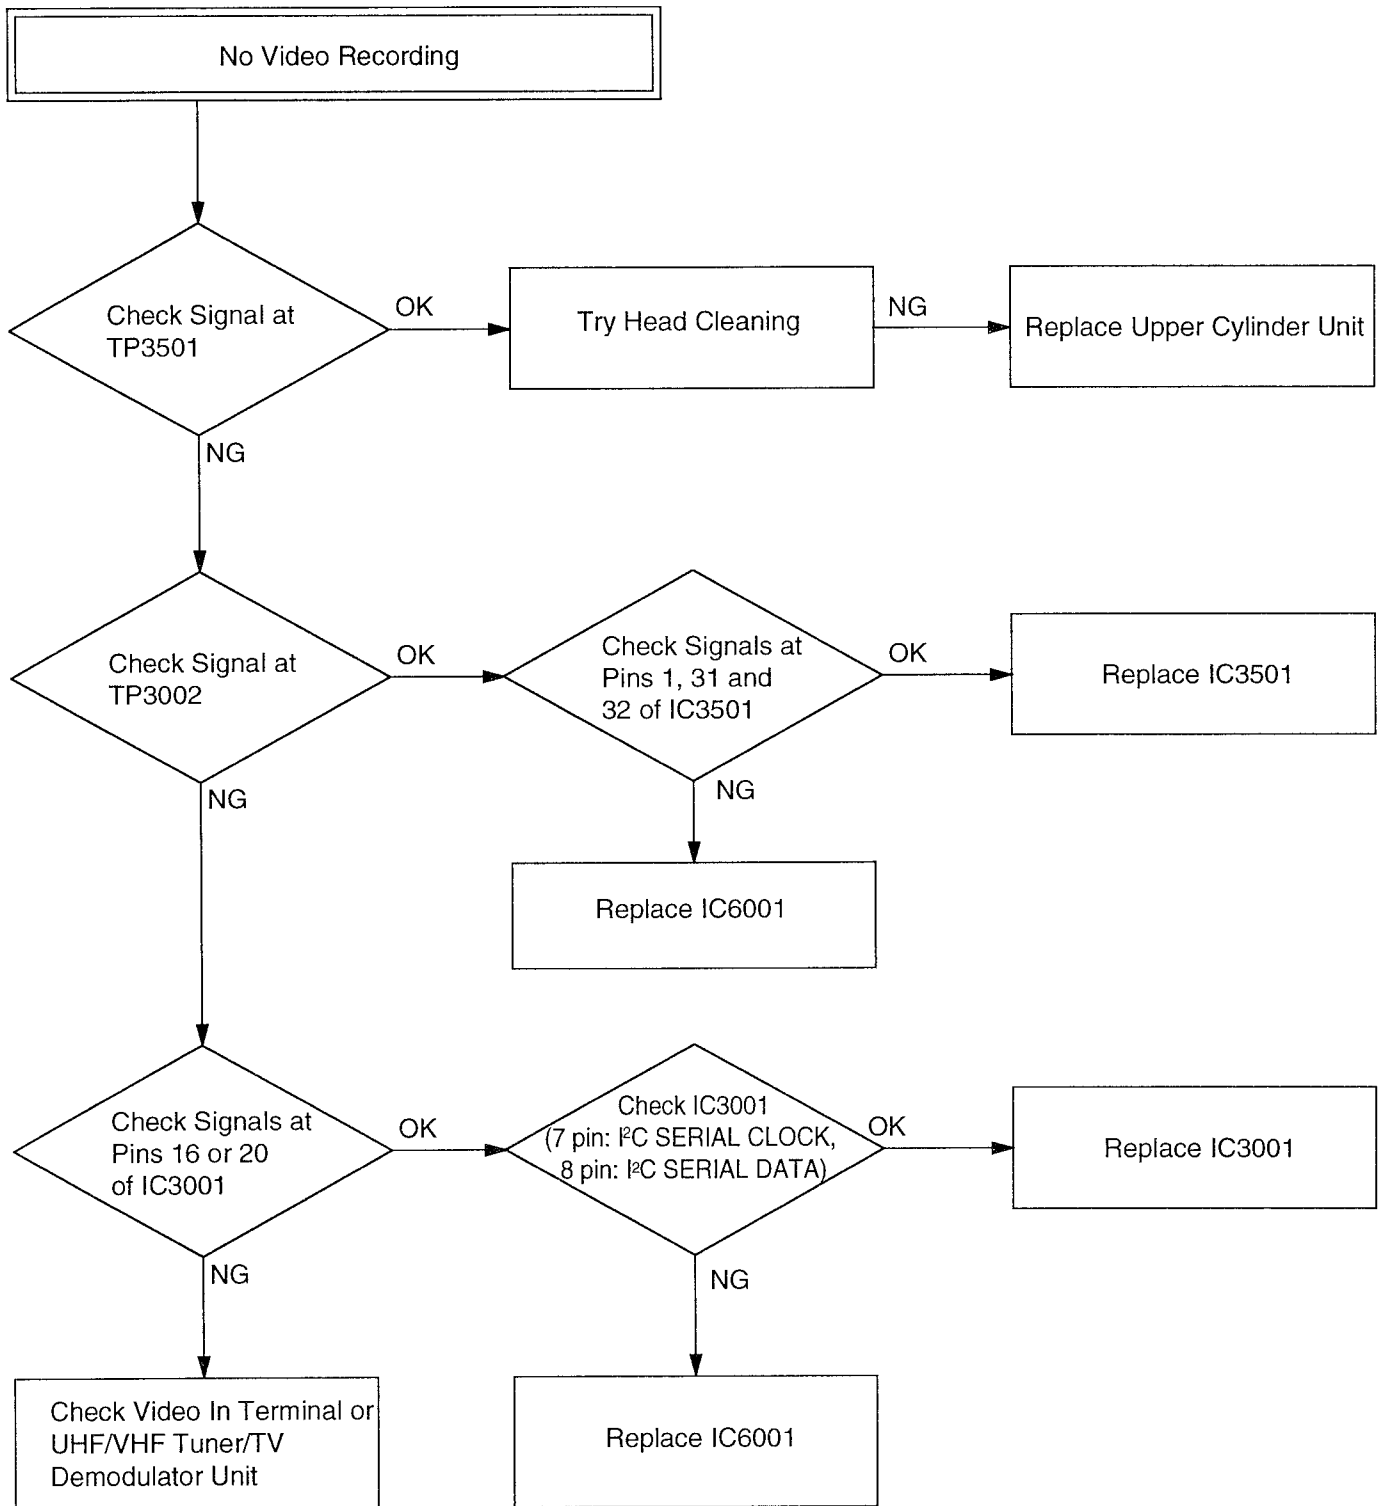 No Video Recording
Check Signal at
TP3501
OK
Try Head Cleaning
NG
Replace Upper Cylinder Unit
NG
Check Signal at
TP3002
OK
Check Signals at
Pins 1, 31 and
32 of IC3501
OK
Replace IC3501
NG
NG
Replace IC6001
Check Signals at
Pins 16 or 20
of IC3001
OK
Check IC3001
(7 pin: I²C SERIAL CLOCK,
8 pin: I²C SERIAL DATA)
OK
Replace IC3001
NG
NG
Check Video In Terminal or
UHF/VHF Tuner/TV
Demodulator Unit
Replace IC6001